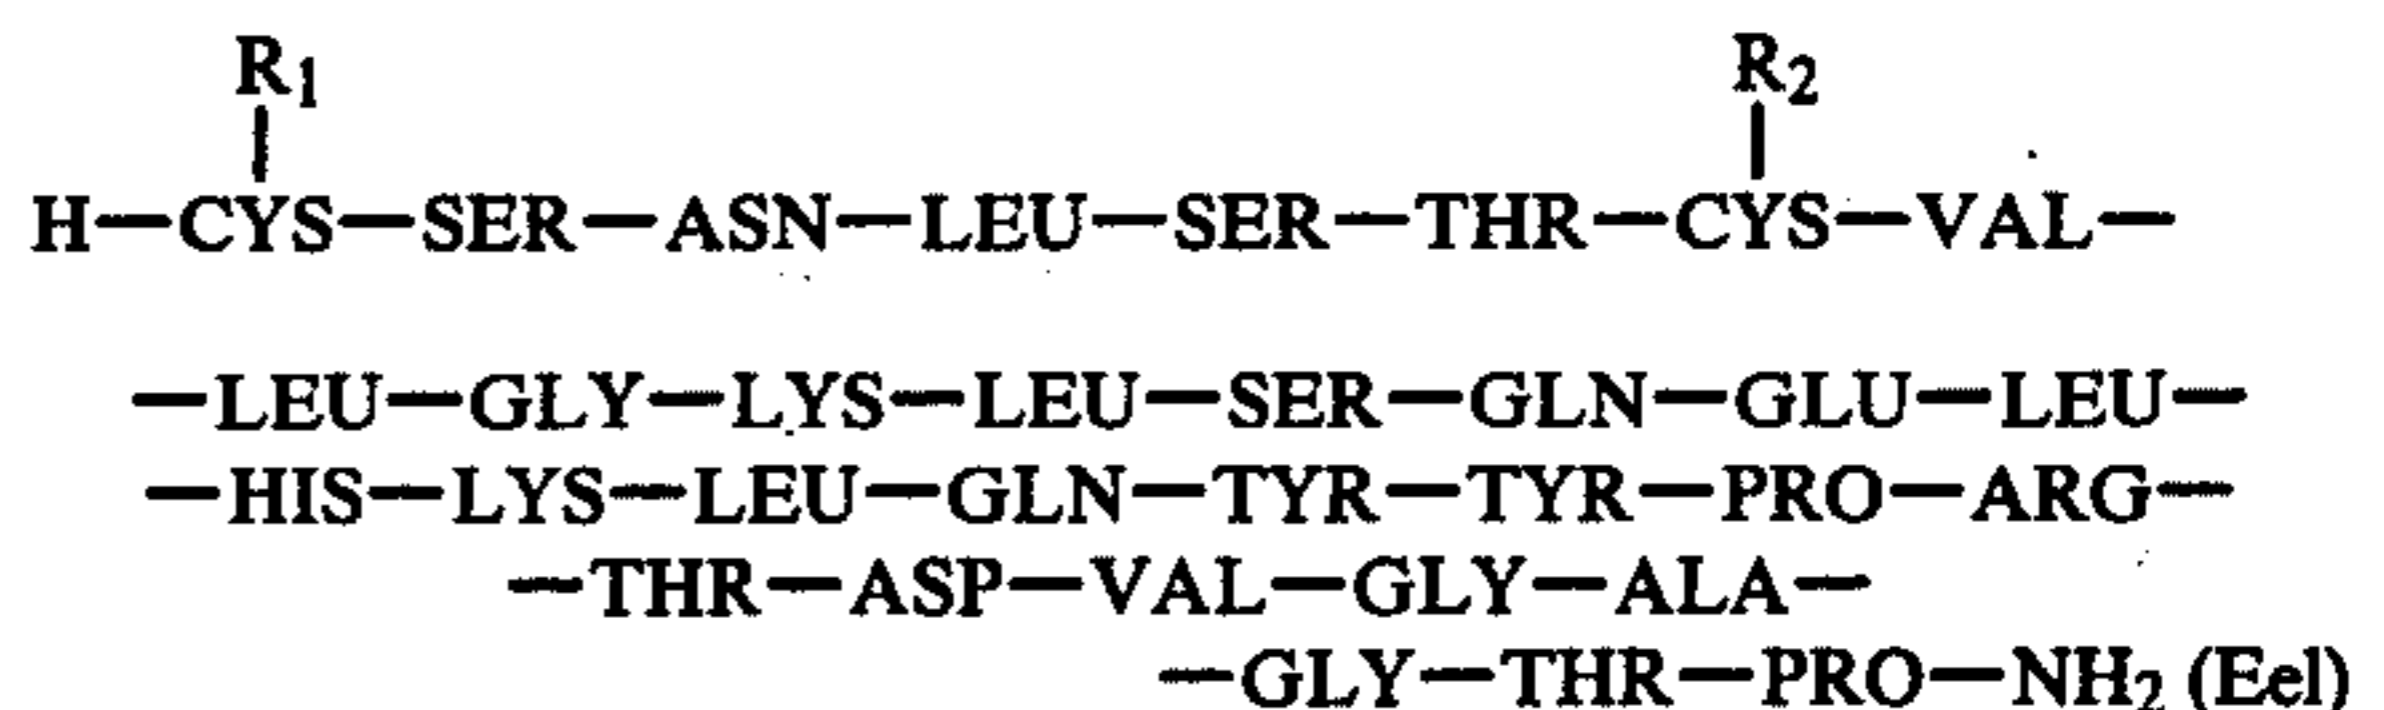 R1 R2
H—CYS—SER—ASN—LEU—SER—THR—CYS—VAL—
—LEU—GLY—LYS—LEU—SER—GLN—GLU—LEU—
—HIS—LYS—LEU—GLN—TYR—TYR—PRO—ARG—
—THR—ASP—VAL—GLY—ALA—
—GLY—THR—PRO—NH2 (Eel)